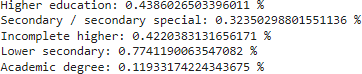 Higher education: 0.4386026503396011 %
Secondary / secondary special: 0.32350298801551136 %
Incomplete higher: 0.4220383131656171 %
Lower secondary: 0.7741190063547082 %
Academic degree: 0.11933174224343675 %